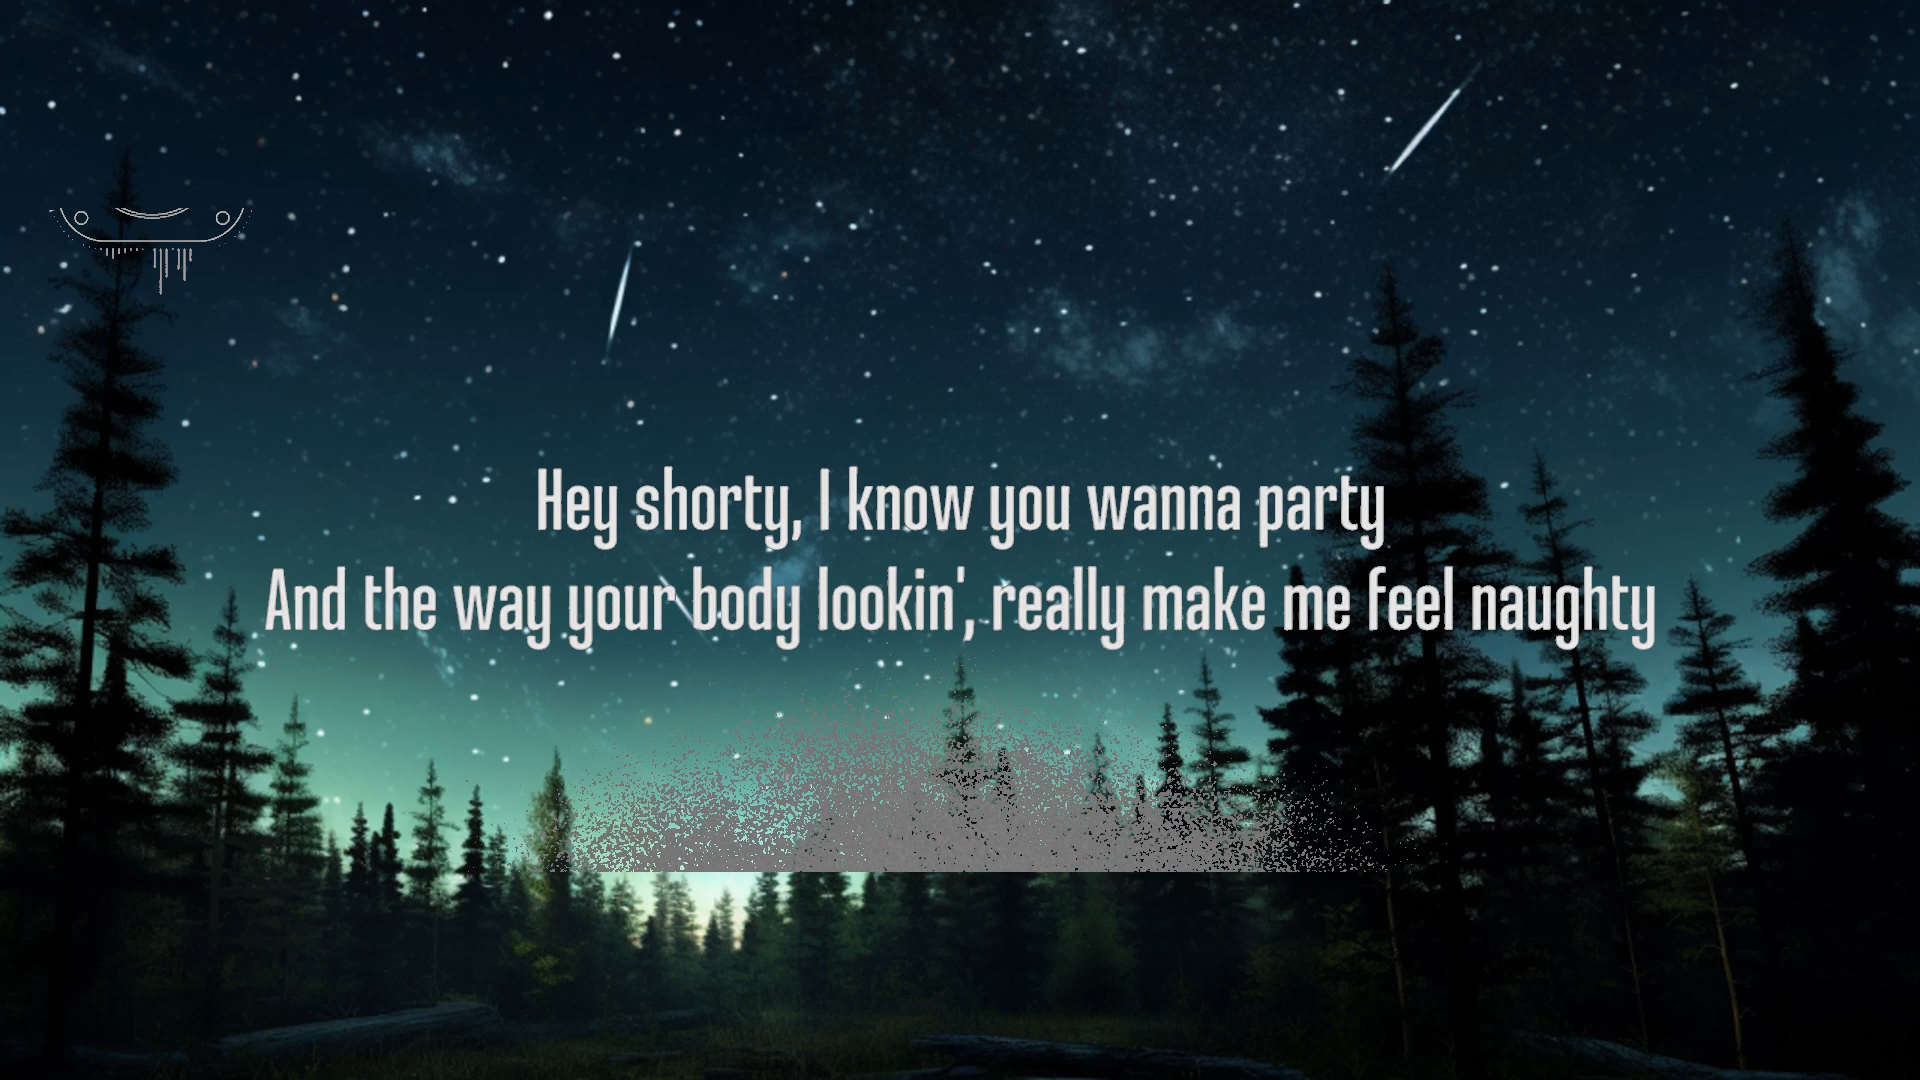 Hey shorty, I know you wanna party
And the way your body lookin', really make me feel naughty